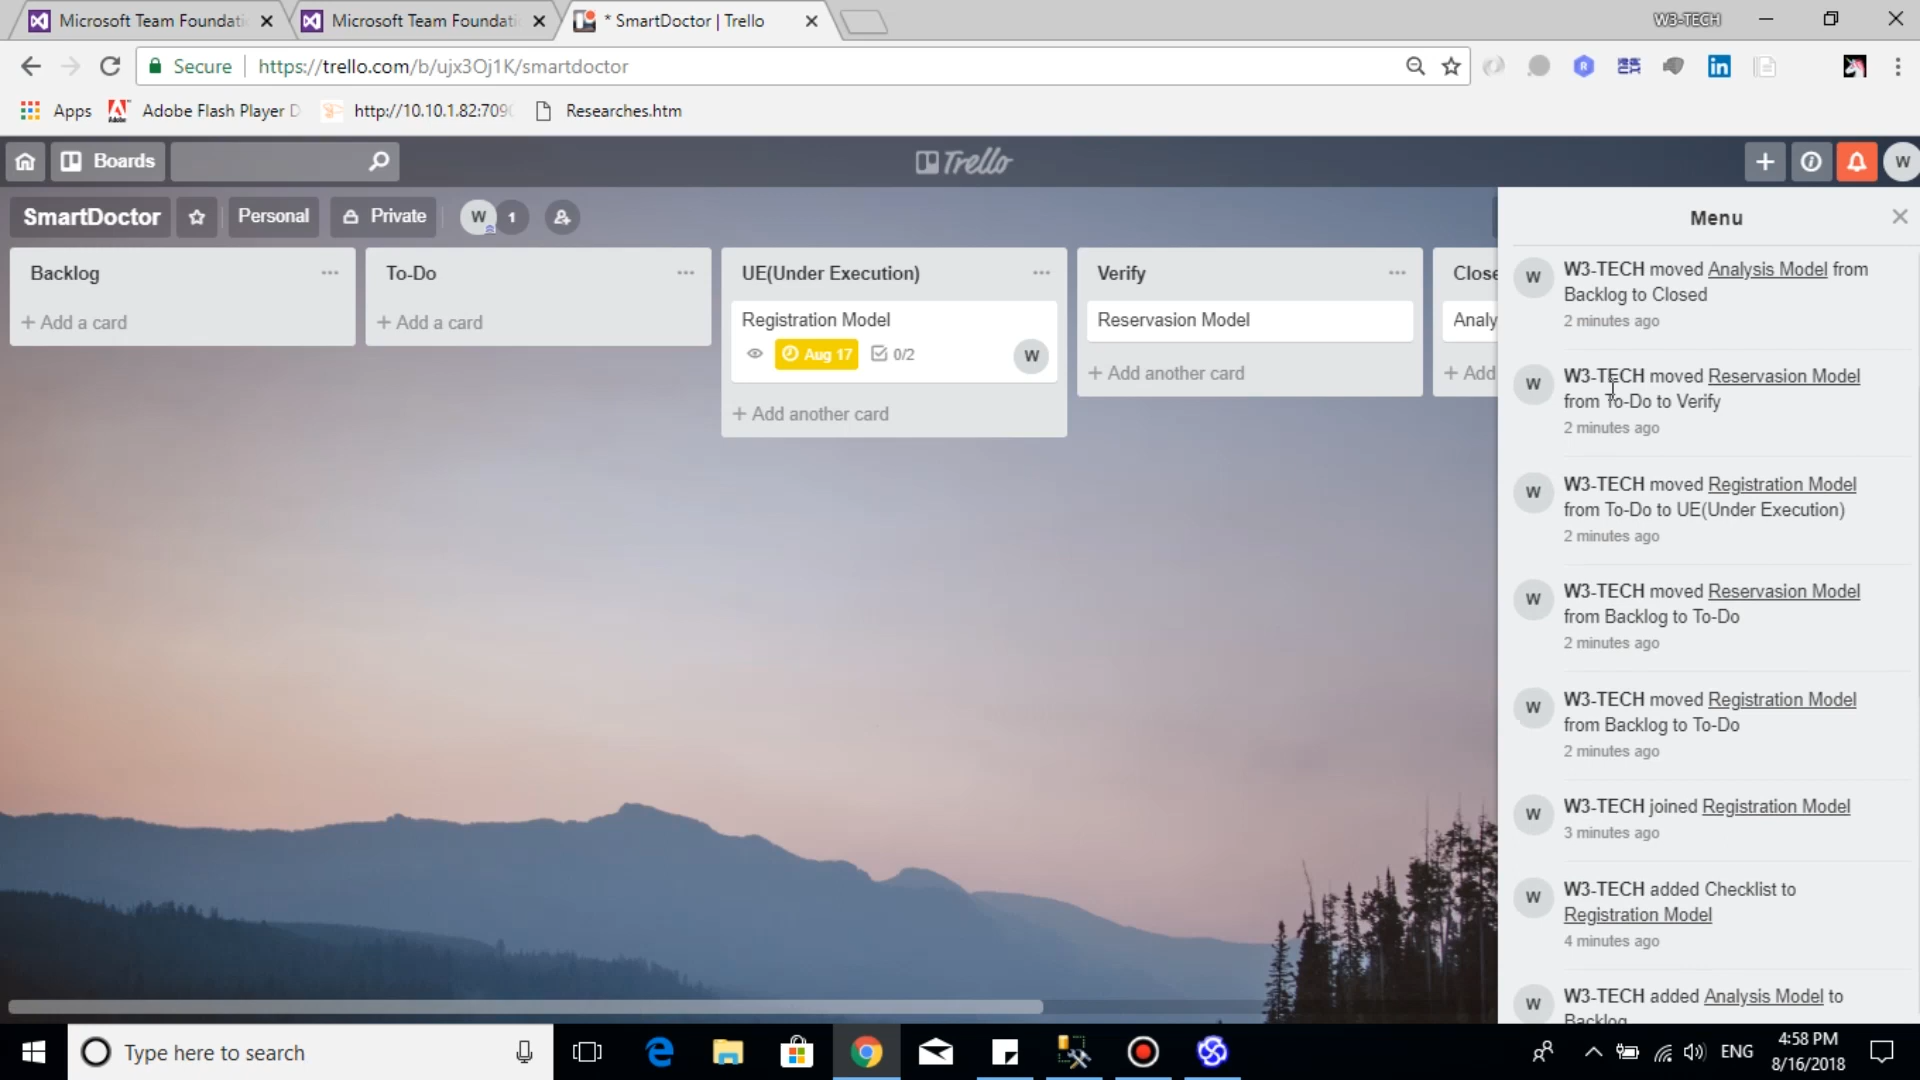 Microsoft Team Foundati
Microsoft Team Foundati
* SmartDoctor | Trello
W3-TECH
Secure
https://trello.com/b/ujx3Oj1K/smartdoctor
Apps
Adobe Flash Player D
http://10.10.1.82:709
Researches.htm
Boards
Trello
W
SmartDoctor
Personal
Private
W
1
Menu
Backlog
+ Add a card
To-Do
+ Add a card
UE(Under Execution)
Registration Model
Aug 17
0/2
W
+ Add another card
Verify
Reservasion Model
+ Add another card
Close
Analy
+ Add
W
W3-TECH moved Analysis Model from
Backlog to Closed
2 minutes ago
W
W3-TECH moved Reservasion Model
from To-Do to Verify
2 minutes ago
W
W3-TECH moved Registration Model
from To-Do to UE(Under Execution)
2 minutes ago
W
W3-TECH moved Reservasion Model
from Backlog to To-Do
2 minutes ago
W
W3-TECH moved Registration Model
from Backlog to To-Do
2 minutes ago
W
W3-TECH joined Registration Model
3 minutes ago
W
W3-TECH added Checklist to
Registration Model
4 minutes ago
W
W3-TECH added Analysis Model to
Backlog
Type here to search
ENG
4:58 PM
8/16/2018